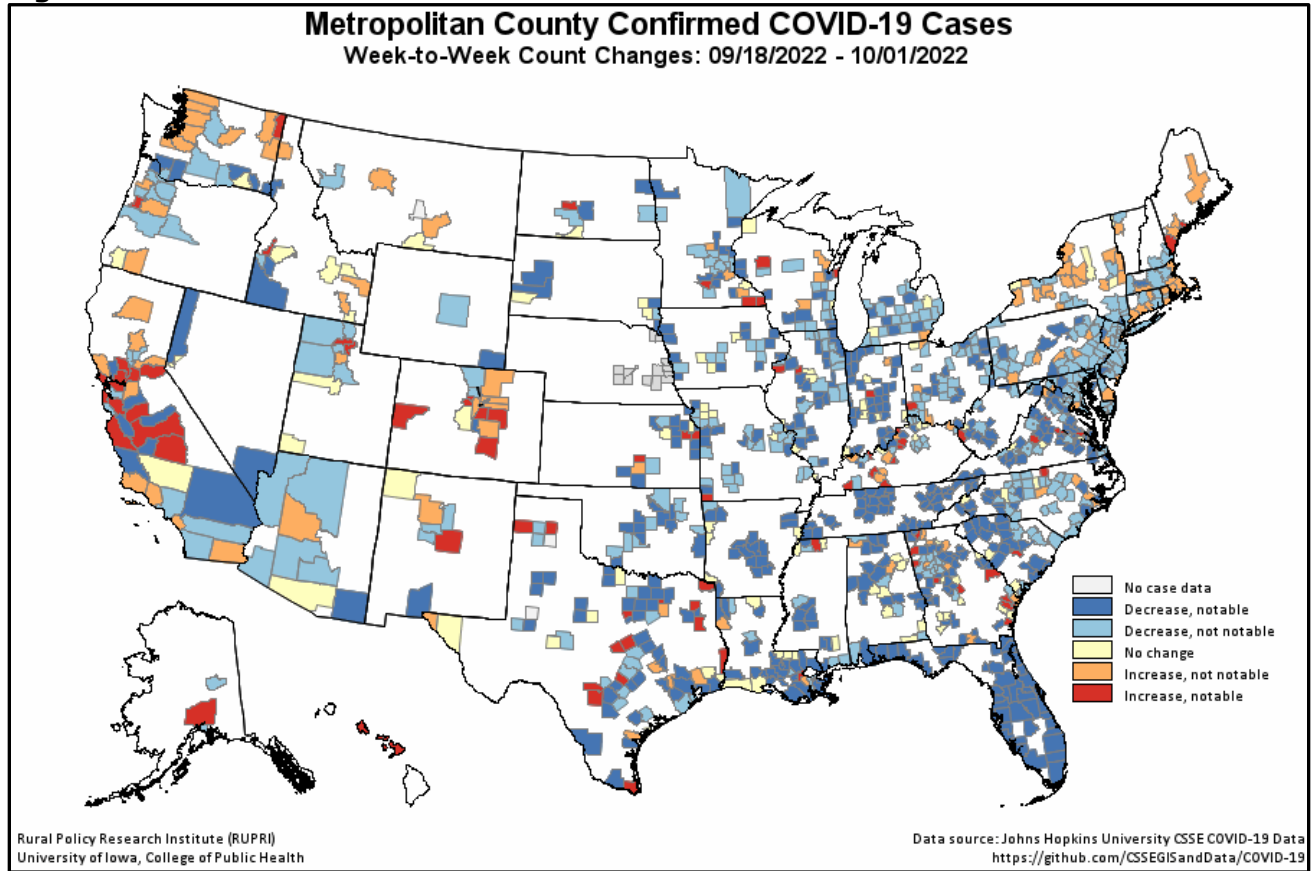 Metropolitan County Confirmed COVID-19 Cases
Week-to-Week Count Changes: 09/18/2022 - 10/01/2022
No case data
Decrease, notable
Decrease, not notable
No change
Increase, not notable
Increase, notable
Rural Policy Research Institute (RUPRI)
University of Iowa, College of Public Health
Data source: Johns Hopkins University CSSE COVID-19 Data
https://github.com/CSSEGISandData/COVID-19